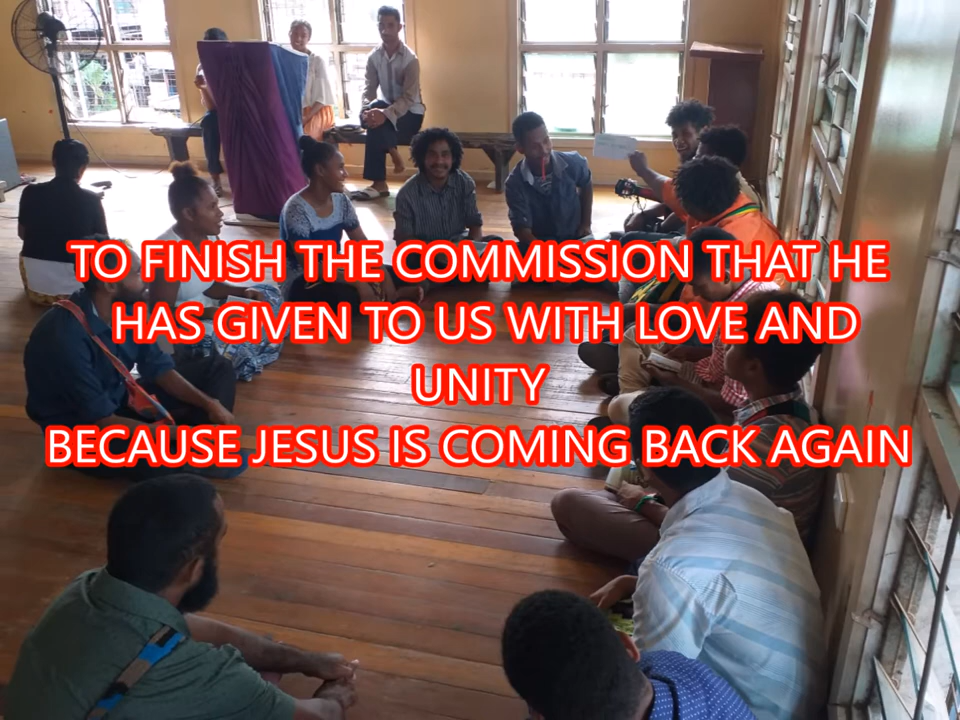 TO FINISH THE COMMISSION THAT HE
HAS GIVEN TO US WITH LOVE AND
UNITY
BECAUSE JESUS IS COMING BACK AGAIN